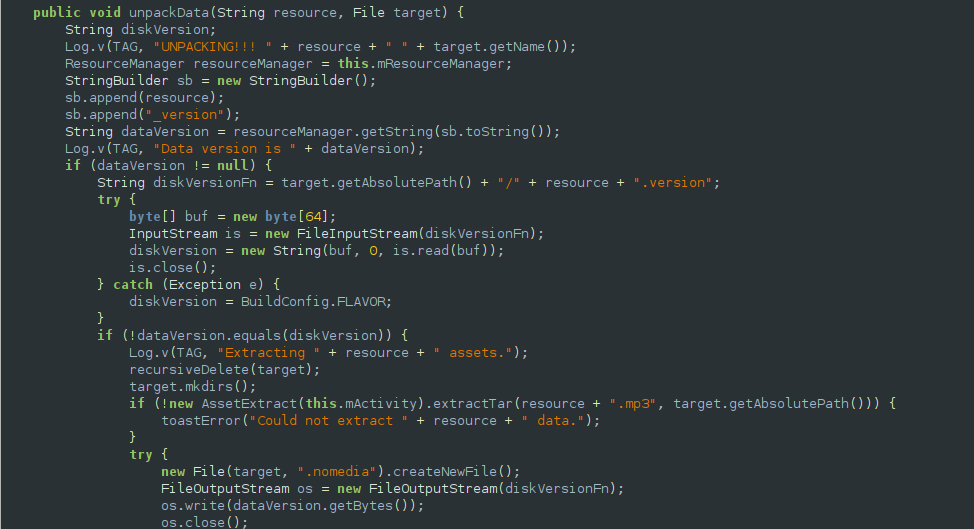 public void unpackData(String resource, File target) {
String diskVersion;
Log.v(TAG, "UNPACKING!!! " + resource + " " + target.getName());
ResourceManager resourceManager = this.mResourceManager;
StringBuilder sb = new StringBuilder();
sb.append(resource);
sb.append("_version");
String dataVersion = resourceManager.getString(sb.toString());
Log.v(TAG, "Data version is " + dataVersion);
if (dataVersion != null) {
String diskVersionFn = target.getAbsolutePath() + "/" + resource + ".version";
try {
byte[] buf = new byte[64];
InputStream is = new FileInputStream(diskVersionFn);
diskVersion = new String(buf, 0, is.read(buf));
is.close();
} catch (Exception e) {
diskVersion = BuildConfig.FLAVOR;
}
if (!dataVersion.equals(diskVersion)) {
Log.v(TAG, "Extracting " + resource + " assets.");
recursiveDelete(target);
target.mkdirs();
if (!new AssetExtract(this.mActivity).extractTar(resource + ".mp3", target.getAbsolutePath())) {
toastError("Could not extract " + resource + " data.");
}
try {
new File(target, ".nomedia").createNewFile();
FileOutputStream os = new FileOutputStream(diskVersionFn);
os.write(dataVersion.getBytes());
os.close();